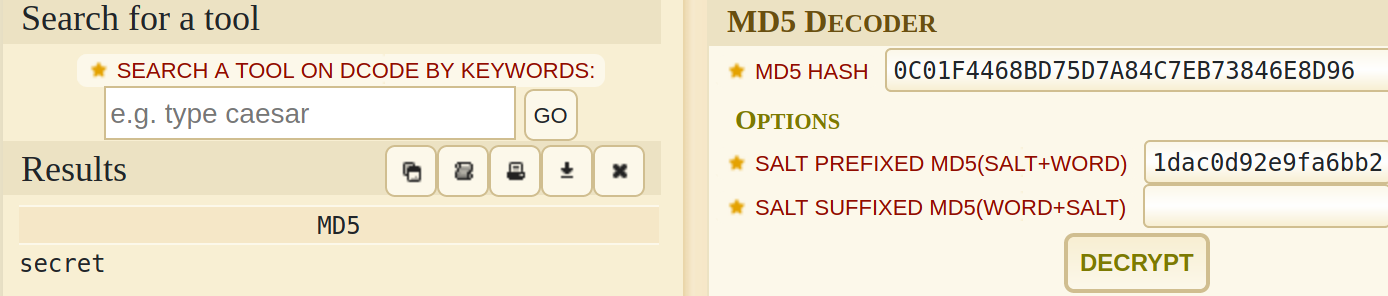 Search for a tool
SEARCH A TOOL ON DCODE BY KEYWORDS:
e.g. type caesar
GO
Results
MD5
secret
MD5 DECODER
MD5 HASH 0C01F4468BD75D7A84C7EB73846E8D96
OPTIONS
SALT PREFIXED MD5(SALT+WORD) 1dac0d92e9fa6bb2
SALT SUFFIXED MD5(WORD+SALT)
DECRYPT